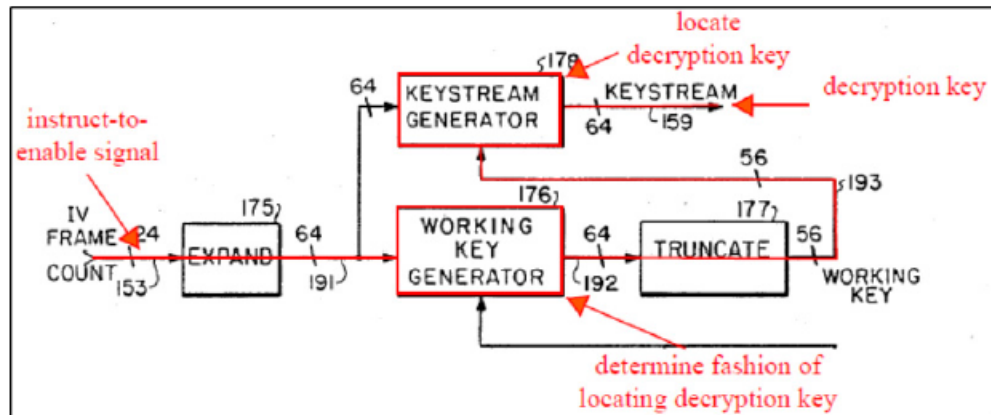 locate
decryption key
178
64
KEYSTREAM
GENERATOR
KEYSTREAM
64
159
decryption key
instruct-to-
enable signal
56
193
IV
FRAME
COUNT
24
153
175
EXPAND
64
191
176
WORKING
KEY
GENERATOR
64
192
177
TRUNCATE
56
WORKING
KEY
determine fashion of
locating decryption key